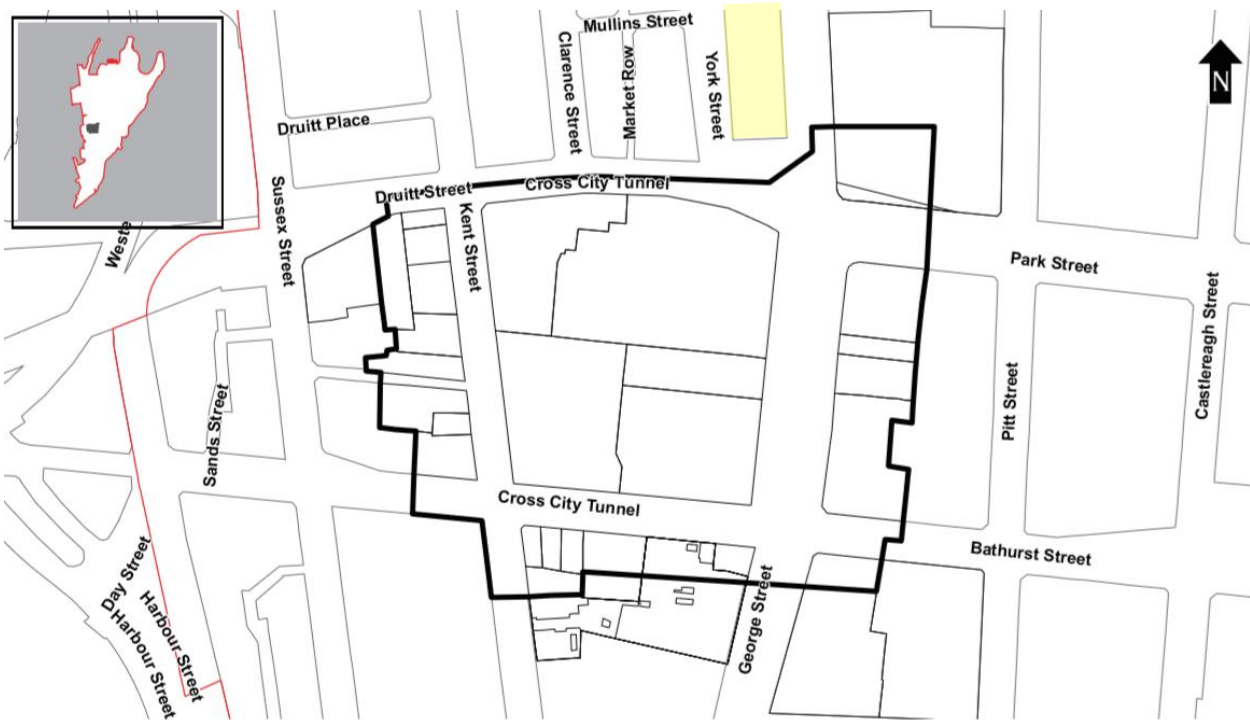 Mullins Street
Clarence Street
Market Row
York Street
N
Druitt Place
Druitt Street
Cross City Tunnel
Sussex Street
Kent Street
Weste
Park Street
Castlereagh Street
Pitt Street
Sands Street
Cross City Tunnel
Bathurst Street
Day Street
Harbour Street
Harbour Street
George Street